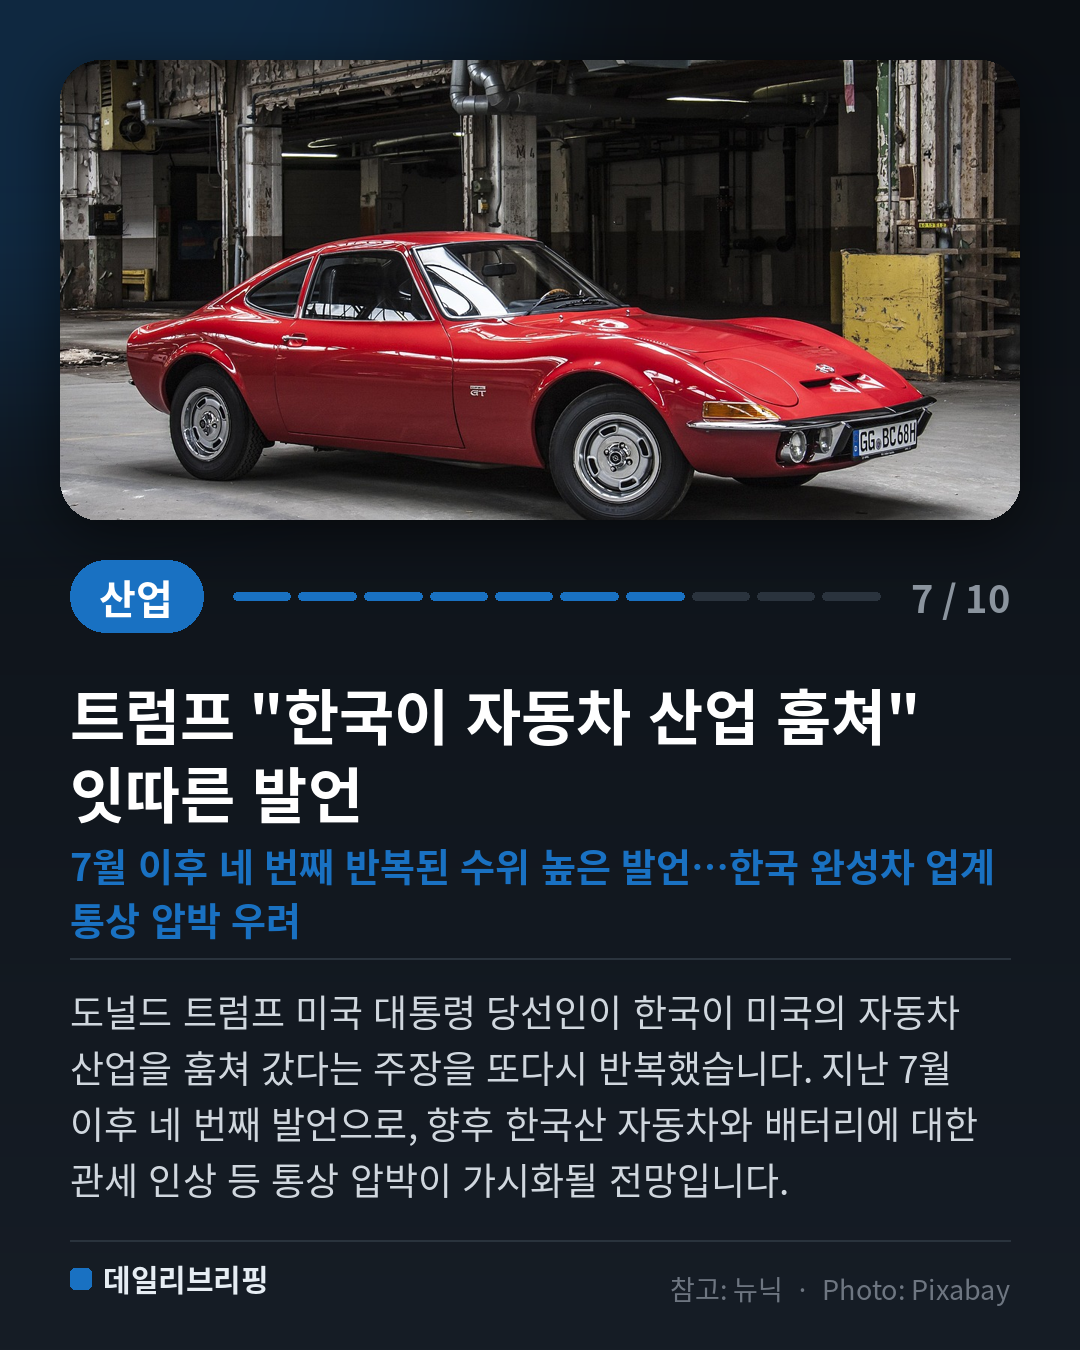 GT
GG BC68H
산업
7 / 10
트럼프 "한국이 자동차 산업 훔쳐"
잇따른 발언
7월 이후 네 번째 반복된 수위 높은 발언…한국 완성차 업계
통상 압박 우려
도널드 트럼프 미국 대통령 당선인이 한국이 미국의 자동차
산업을 훔쳐 갔다는 주장을 또다시 반복했습니다. 지난 7월
이후 네 번째 발언으로, 향후 한국산 자동차와 배터리에 대한
관세 인상 등 통상 압박이 가시화될 전망입니다.
데일리브리핑
참고: 뉴닉 · Photo: Pixabay